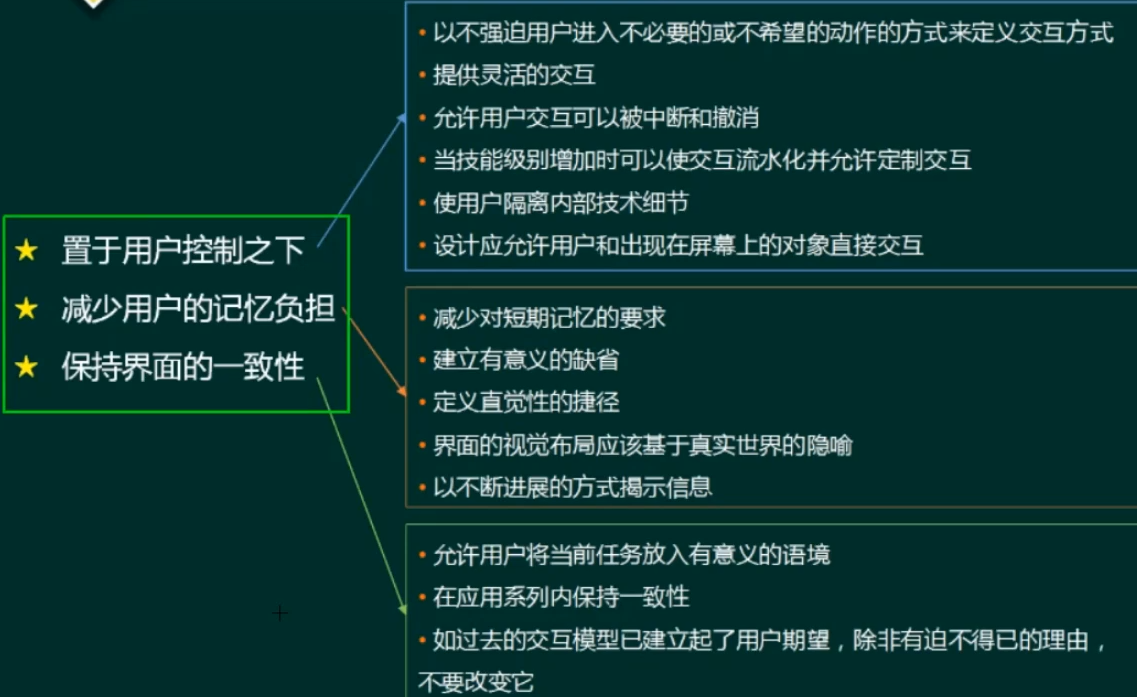 • 以不强迫用户进入不必要的或不希望的动作的方式来定义交互方式
• 提供灵活的交互
• 允许用户交互可以被中断和撤消
• 当技能级别增加时可以使交互流水化并允许定制交互
• 使用户隔离内部技术细节
• 设计应允许用户和出现在屏幕上的对象直接交互
★ 置于用户控制之下
★ 减少用户的记忆负担
★ 保持界面的一致性
• 减少对短期记忆的要求
• 建立有意义的缺省
• 定义直觉性的捷径
• 界面的视觉布局应该基于真实世界的隐喻
• 以不断进展的方式揭示信息
• 允许用户将当前任务放入有意义的语境
• 在应用系列内保持一致性
• 如过去的交互模型已建立起了用户期望，除非有迫不得已的理由，
不要改变它